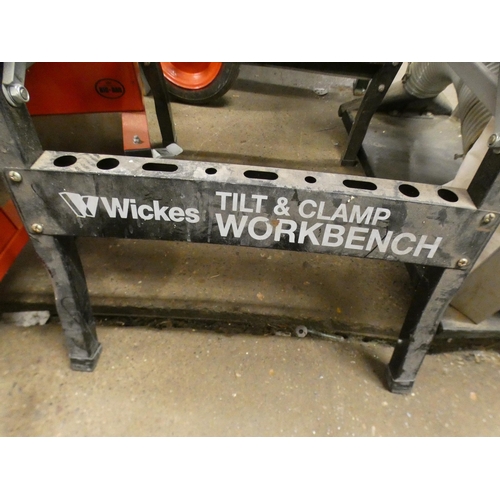 Wickes
TILT & CLAMP
WORKBENCH